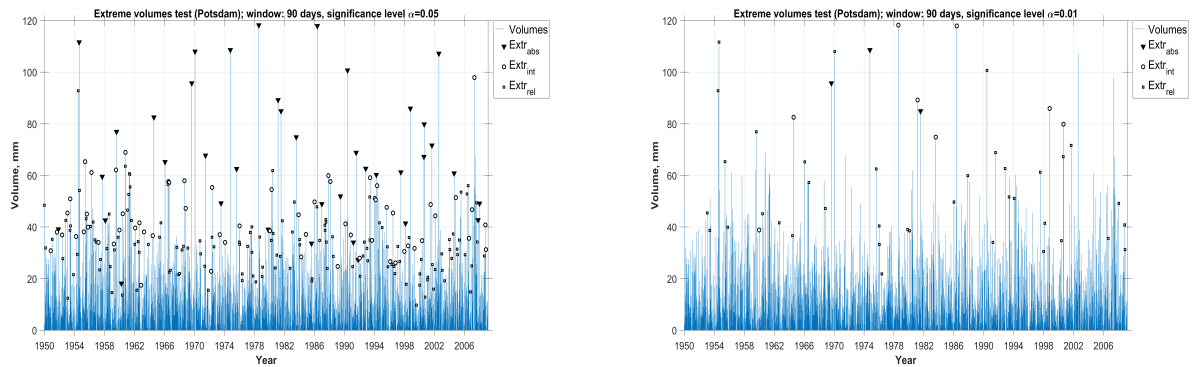 Extreme volumes test (Potsdam); window: 90 days, significance level α=0.05
Volume, mm
120
100
80
60
40
20
0
1950 1954 1958 1962 1966 1970 1974 1978 1982 1986 1990 1994 1998 2002 2006
Year
Volumes
Extr_abs
Extr_int
Extr_rel
Extreme volumes test (Potsdam); window: 90 days, significance level α=0.01
Volume, mm
120
100
80
60
40
20
0
1950 1954 1958 1962 1966 1970 1974 1978 1982 1986 1990 1994 1998 2002 2006
Year
Volumes
Extr_abs
Extr_int
Extr_rel